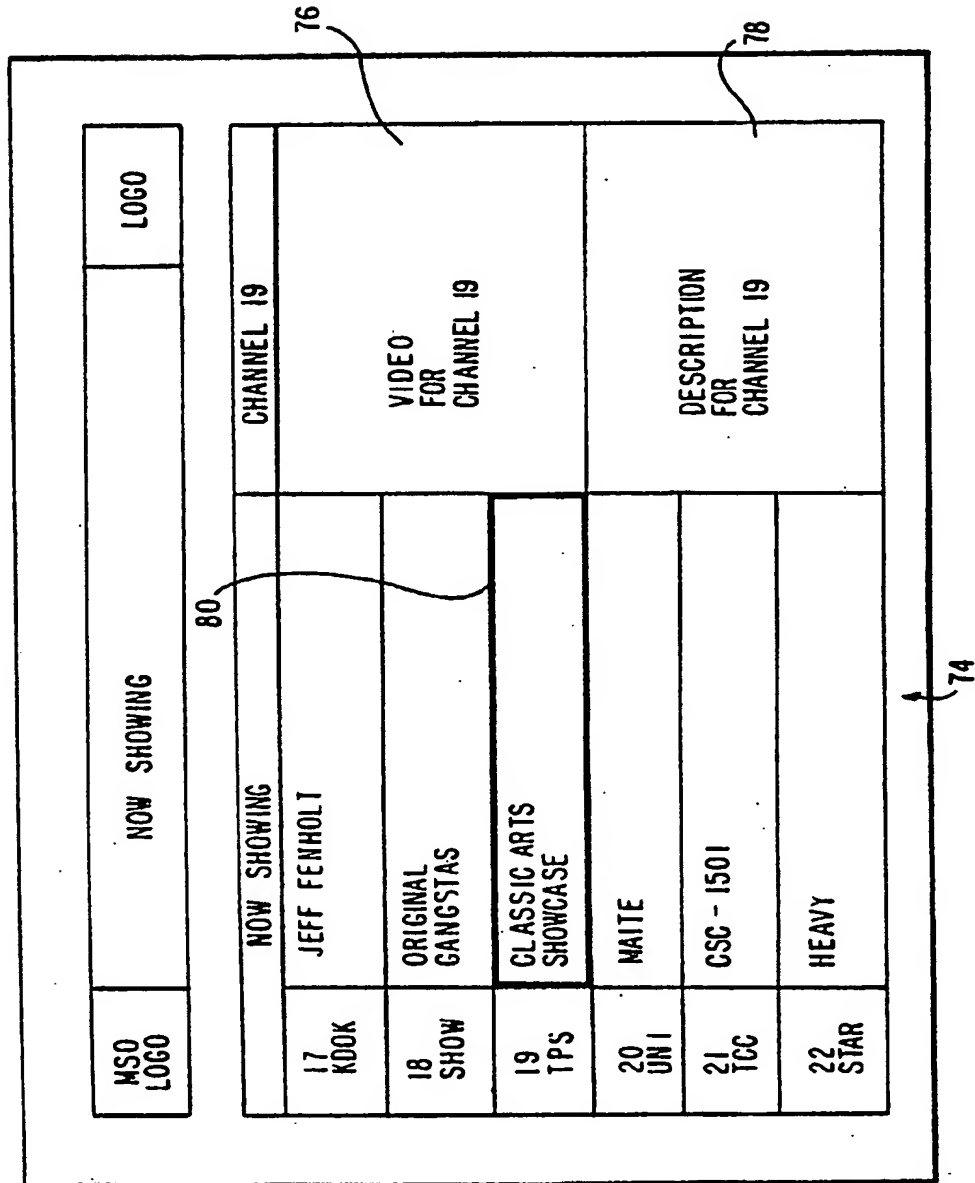 MSO
LOGO
NOW SHOWING
LOGO
NOW SHOWING
CHANNEL 19
17
KDOK
JEFF FENHOLT
18
SHOW
ORIGINAL
GANGSTAS
19
TPS
CLASSIC ARTS
SHOWCASE
20
UNI
MAITE
21
TCC
CSC - 1501
22
STAR
HEAVY
VIDEO
FOR
CHANNEL 19
DESCRIPTION
FOR
CHANNEL 19
80
76
78
74